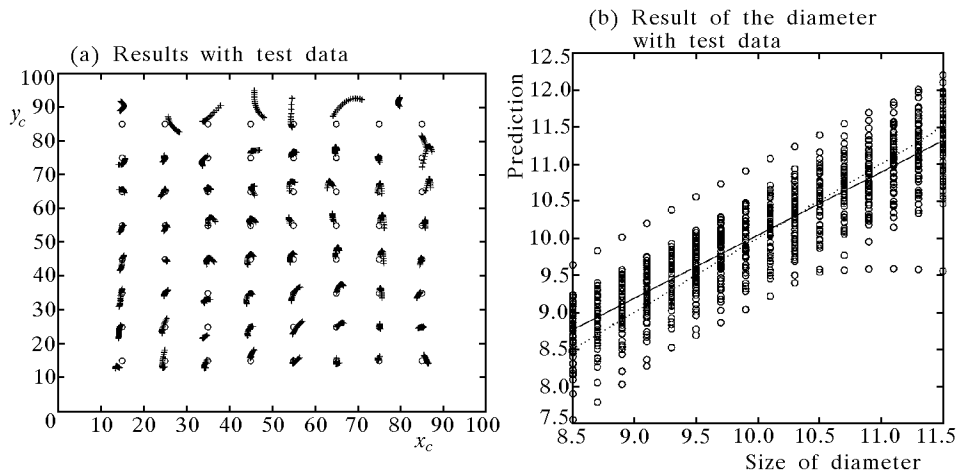 (a) Results with test data
100
90
80
70
60
50
40
30
20
10
0
y_c
10 20 30 40 50 60 70 80 90 100
x_c
(b) Result of the diameter
with test data
12.5
12.0
11.5
11.0
10.5
10.0
9.5
9.0
8.5
8.0
7.5
Prediction
8.5 9.0 9.5 10.0 10.5 11.0 11.5
Size of diameter